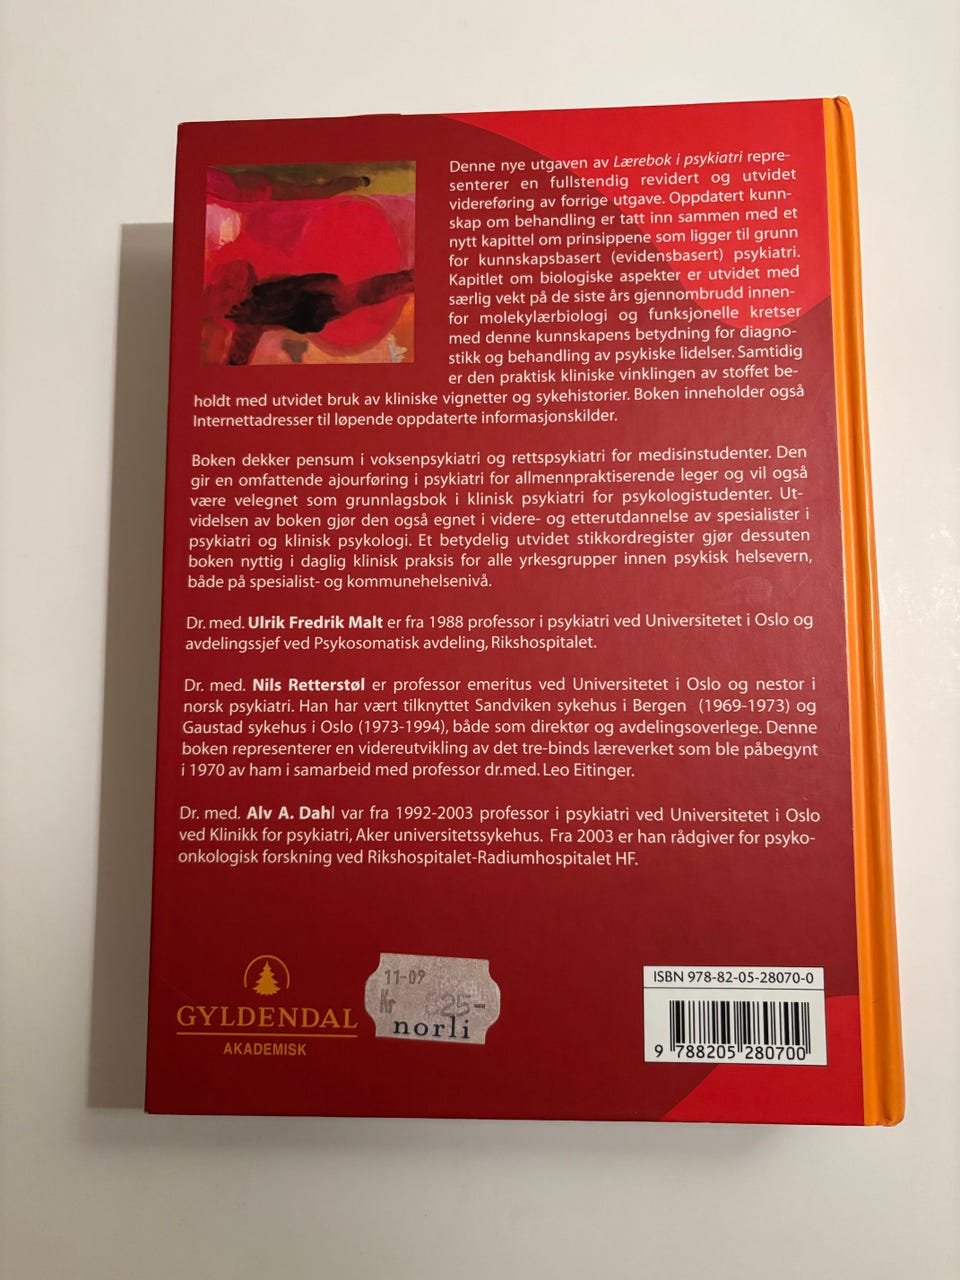 Denne nye utgaven av Lærebok i psykiatri repre-
senterer en fullstendig revidert og utvidet
videreføring av forrige utgave. Oppdatert kunn-
skap om behandling er tatt inn sammen med et
nytt kapittel om prinsippene som ligger til grunn
for kunnskapsbasert (evidensbasert) psykiatri.
Kapitlet om biologiske aspekter er utvidet med
særlig vekt på de siste års gjennombrudd innen-
for molekylærbiologi og funksjonelle kretser
med denne kunnskapens betydning for diagno-
stikk og behandling av psykiske lidelser. Samtidig
er den praktisk kliniske vinklingen av stoffet be-
holdt med utvidet bruk av kliniske vignetter og sykehistorier. Boken inneholder også
Internettadresser til løpende oppdaterte informasjonskilder.
Boken dekker pensum i voksenpsykiatri og rettspsykiatri for medisinstudenter. Den
gir en omfattende ajourføring i psykiatri for allmennpraktiserende leger og vil også
være velegnet som grunnlagsbok i klinisk psykiatri for psykologistudenter. Ut-
videlsen av boken gjør den også egnet i videre- og etterutdannelse av spesialister i
psykiatri og klinisk psykologi. Et betydelig utvidet stikkordregister gjør dessuten
boken nyttig i daglig klinisk praksis for alle yrkesgrupper innen psykisk helsevern,
både på spesialist- og kommunehelsenivå.
Dr. med. Ulrik Fredrik Malt er fra 1988 professor i psykiatri ved Universitetet i Oslo og
avdelingssjef ved Psykosomatisk avdeling, Rikshospitalet.
Dr. med. Nils Retterstøl er professor emeritus ved Universitetet i Oslo og nestor i
norsk psykiatri. Han har vært tilknyttet Sandviken sykehus i Bergen (1969-1973) og
Gaustad sykehus i Oslo (1973-1994), både som direktør og avdelingsoverlege. Denne
boken representerer en videreutvikling av det tre-binds læreverket som ble påbegynt
i 1970 av ham i samarbeid med professor dr.med. Leo Eitinger.
Dr. med. Alv A. Dahl var fra 1992-2003 professor i psykiatri ved Universitetet i Oslo
ved Klinikk for psykiatri, Aker universitetssykehus. Fra 2003 er han rådgiver for psyko-
onkologisk forskning ved Rikshospitalet-Radiumhospitalet HF.
GYLDENDAL
AKADEMISK
11-09
Kr 825-
norli
ISBN 978-82-05-28070-0
9 788205 280700